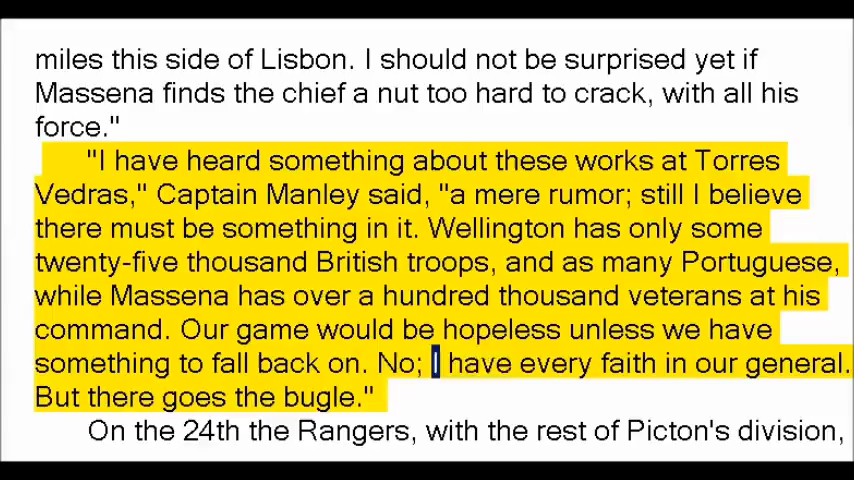 miles this side of Lisbon. I should not be surprised yet if
Massena finds the chief a nut too hard to crack, with all his
force."
"I have heard something about these works at Torres
Vedras," Captain Manley said, "a mere rumor; still I believe
there must be something in it. Wellington has only some
twenty-five thousand British troops, and as many Portuguese,
while Massena has over a hundred thousand veterans at his
command. Our game would be hopeless unless we have
something to fall back on. No; I have every faith in our general.
But there goes the bugle."
On the 24th the Rangers, with the rest of Picton's division,